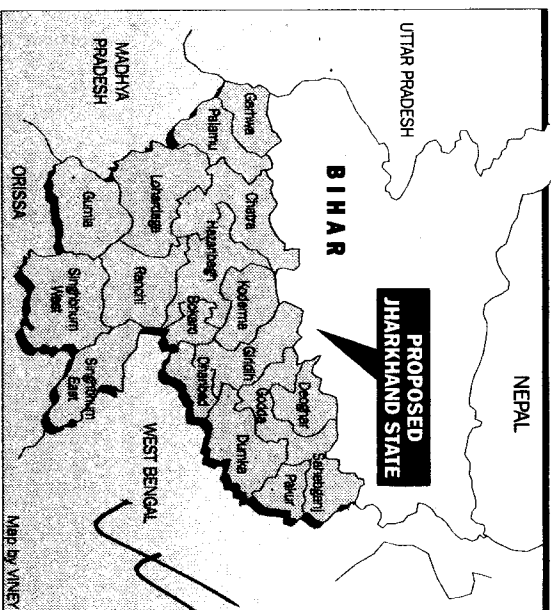 NEPAL
UTTAR PRADESH
PROPOSED
JHARKHAND STATE
BIHAR
MADHYA
PRADESH
ORISSA
WEST BENGAL
Garhwa
Palamu
Chatra
Hazaribagh
Koderma
Giridih
Deoghar
Godda
Sahebganj
Pakur
Dumka
Dhanbad
Bokaro
Ranchi
Lohardaga
Gumla
Singhbhum
West
Singhbhum
East
Map by VINEY